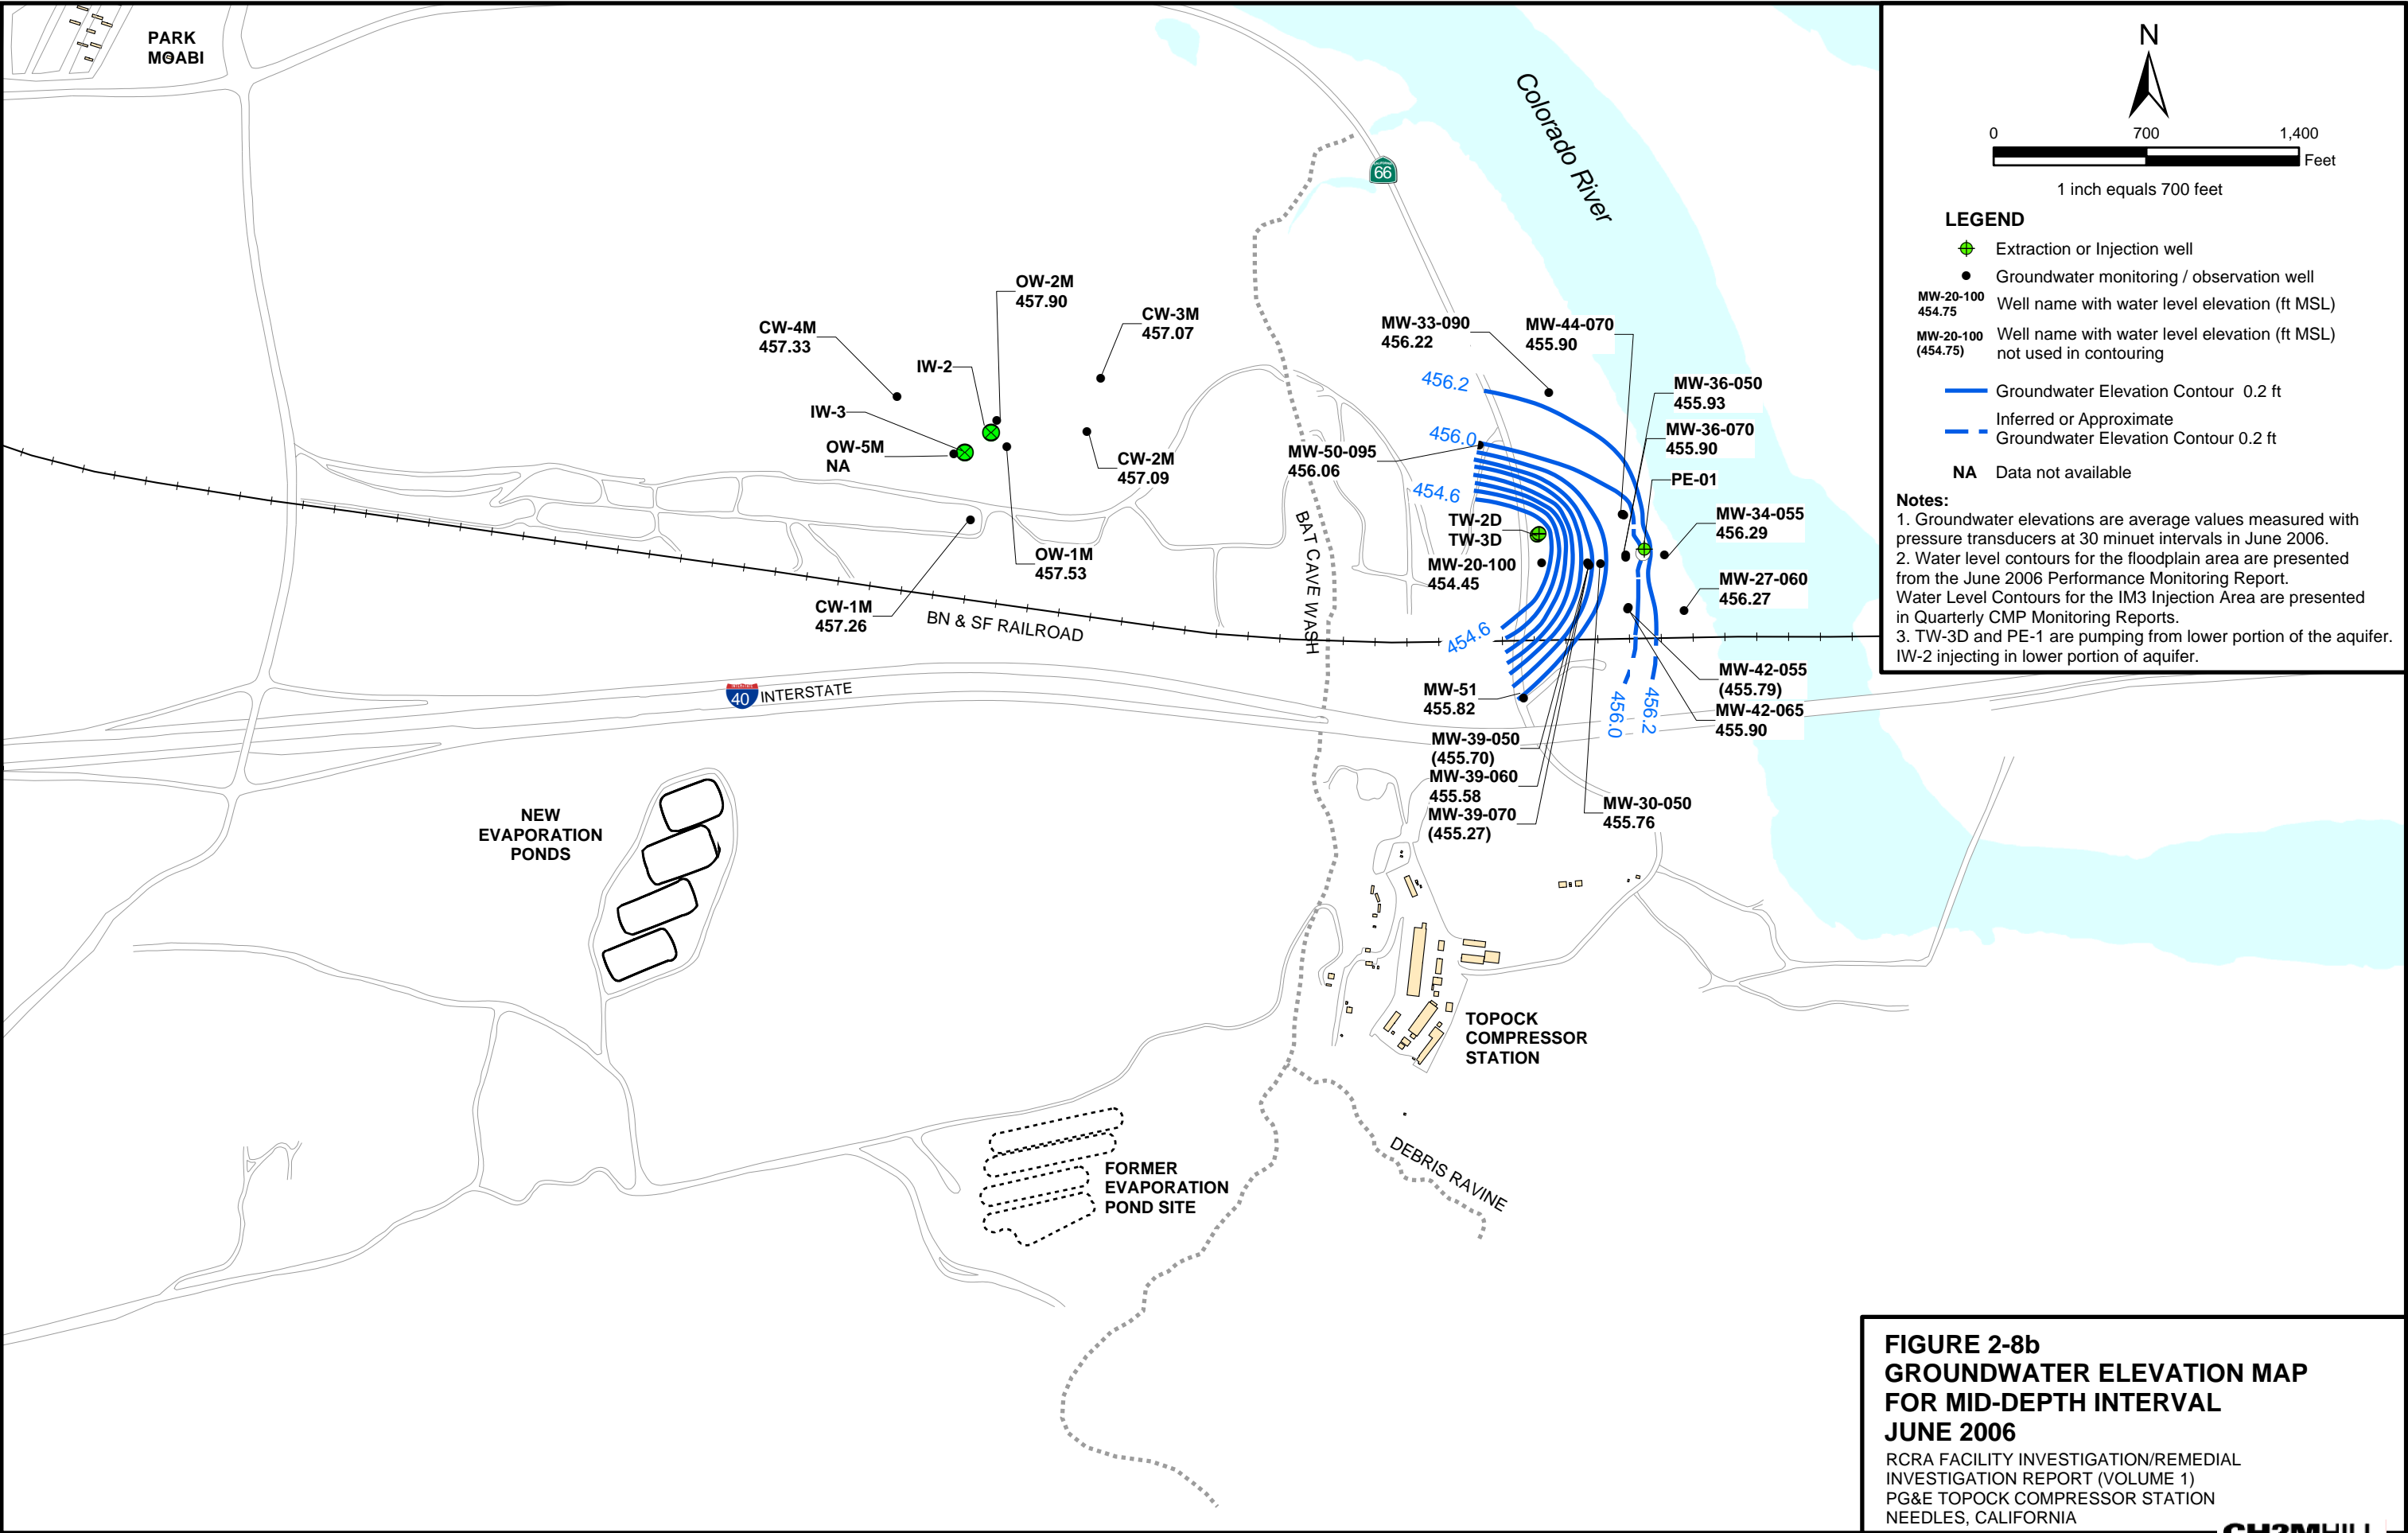 PARK
MOABI
Colorado River
66
OW-2M
457.90
CW-3M
457.07
CW-4M
457.33
IW-2
IW-3
OW-5M
NA
CW-2M
457.09
OW-1M
457.53
CW-1M
457.26
BN & SF RAILROAD
BAT CAVE WASH
40
INTERSTATE
MW-33-090
456.22
MW-44-070
455.90
456.2
MW-36-050
455.93
MW-36-070
455.90
456.0
MW-50-095
456.06
PE-01
454.6
TW-2D
TW-3D
MW-34-055
456.29
MW-20-100
454.45
MW-27-060
456.27
454.6
MW-42-055
(455.79)
MW-42-065
455.90
MW-51
455.82
456.0
456.2
MW-39-050
(455.70)
MW-39-060
455.58
MW-39-070
(455.27)
MW-30-050
455.76
NEW
EVAPORATION
PONDS
TOPOCK
COMPRESSOR
STATION
DEBRIS RAVINE
FORMER
EVAPORATION
POND SITE
N
0 700 1,400
Feet
1 inch equals 700 feet
LEGEND
Extraction or Injection well
Groundwater monitoring / observation well
MW-20-100
454.75
Well name with water level elevation (ft MSL)
MW-20-100
(454.75)
Well name with water level elevation (ft MSL)
not used in contouring
Groundwater Elevation Contour 0.2 ft
Inferred or Approximate
Groundwater Elevation Contour 0.2 ft
NA Data not available
Notes:
1. Groundwater elevations are average values measured with
pressure transducers at 30 minuet intervals in June 2006.
2. Water level contours for the floodplain area are presented
from the June 2006 Performance Monitoring Report.
Water Level Contours for the IM3 Injection Area are presented
in Quarterly CMP Monitoring Reports.
3. TW-3D and PE-1 are pumping from lower portion of the aquifer.
IW-2 injecting in lower portion of aquifer.
FIGURE 2-8b
GROUNDWATER ELEVATION MAP
FOR MID-DEPTH INTERVAL
JUNE 2006
RCRA FACILITY INVESTIGATION/REMEDIAL
INVESTIGATION REPORT (VOLUME 1)
PG&E TOPOCK COMPRESSOR STATION
NEEDLES, CALIFORNIA
CH2MHILL